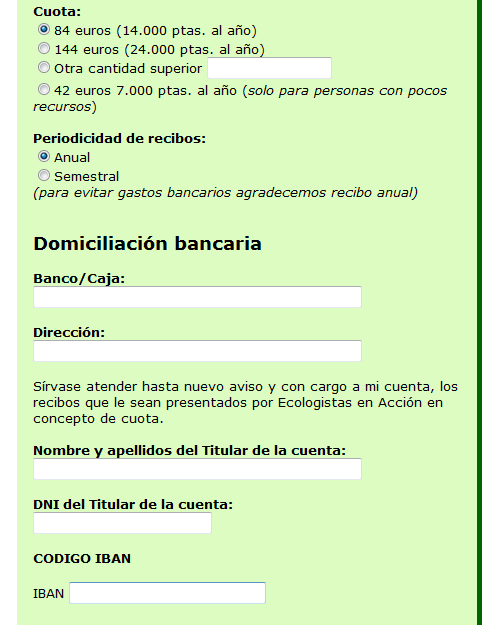 Cuota:
84 euros (14.000 ptas. al año)
144 euros (24.000 ptas. al año)
Otra cantidad superior
42 euros 7.000 ptas. al año (solo para personas con pocos
recursos)
Periodicidad de recibos:
Anual
Semestral
(para evitar gastos bancarios agradecemos recibo anual)
Domiciliación bancaria
Banco/Caja:
Dirección:
Sírvase atender hasta nuevo aviso y con cargo a mi cuenta, los
recibos que le sean presentados por Ecologistas en Acción en
concepto de cuota.
Nombre y apellidos del Titular de la cuenta:
DNI del Titular de la cuenta:
CODIGO IBAN
IBAN